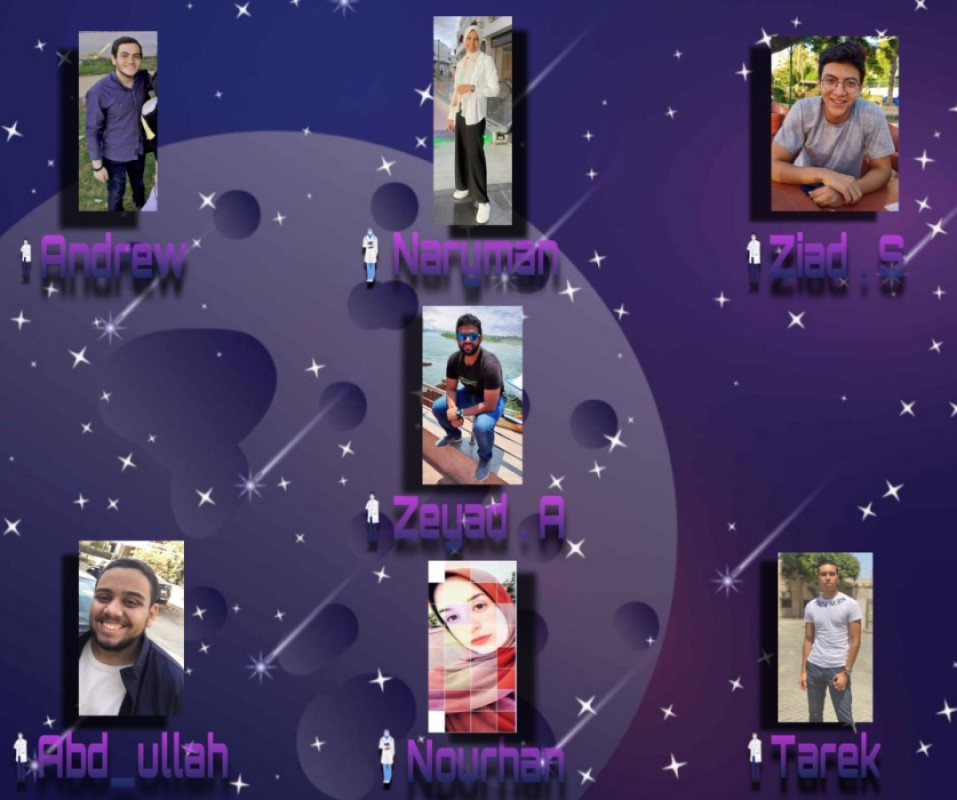 Andrew
Naryman
Ziad . S
Zeyad . A
Abd_ullah
Nourhan
Tarek